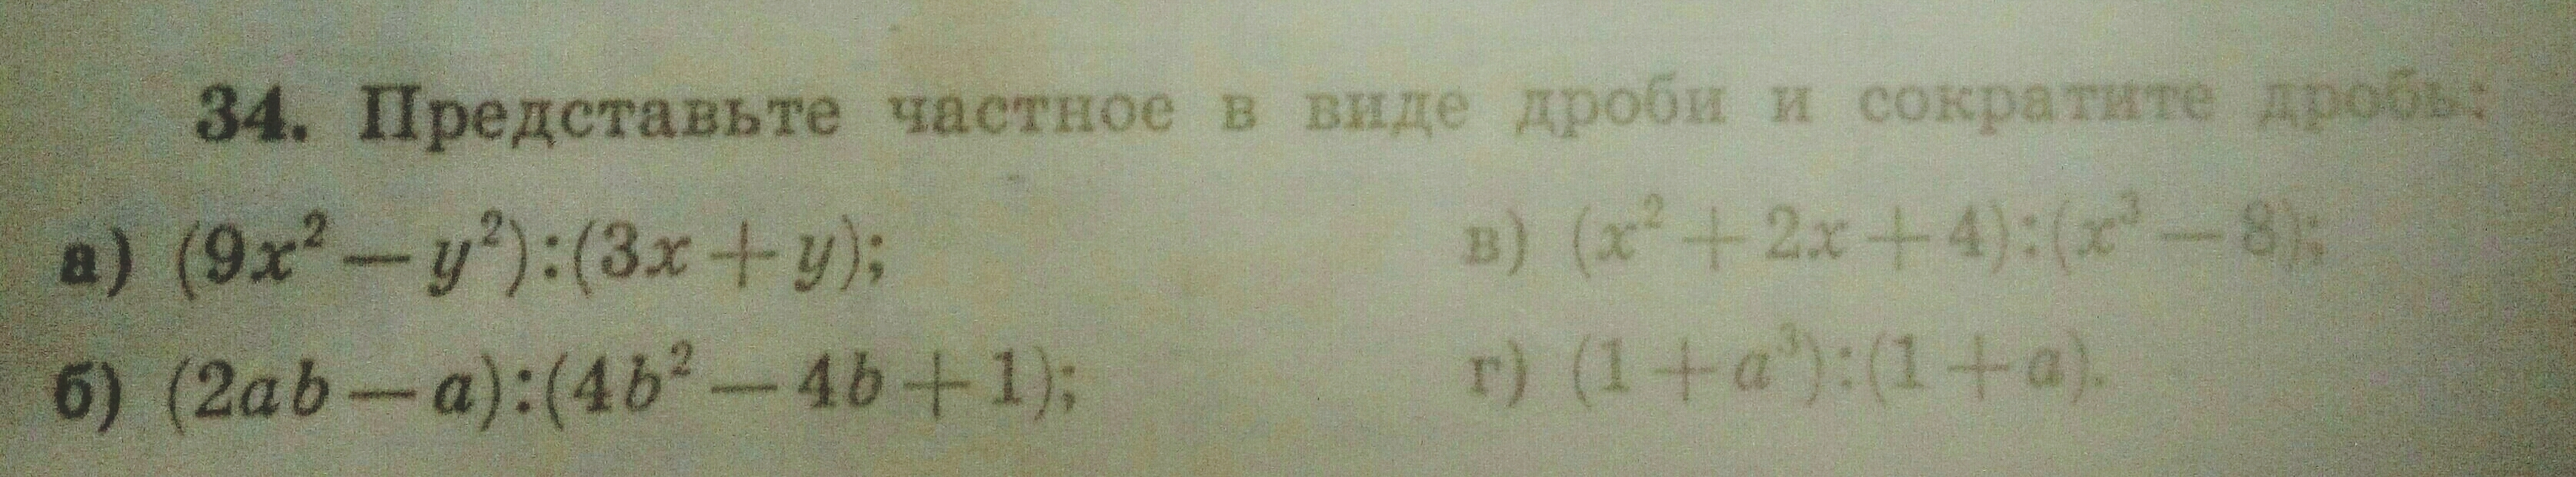 34. Представьте частное в виде дроби и сократите дробь:
а) (9x² − y²):(3x + y);
в) (x² + 2x + 4):(x³ − 8);
б) (2ab − a):(4b² − 4b + 1);
г) (1 + a³):(1 + a).